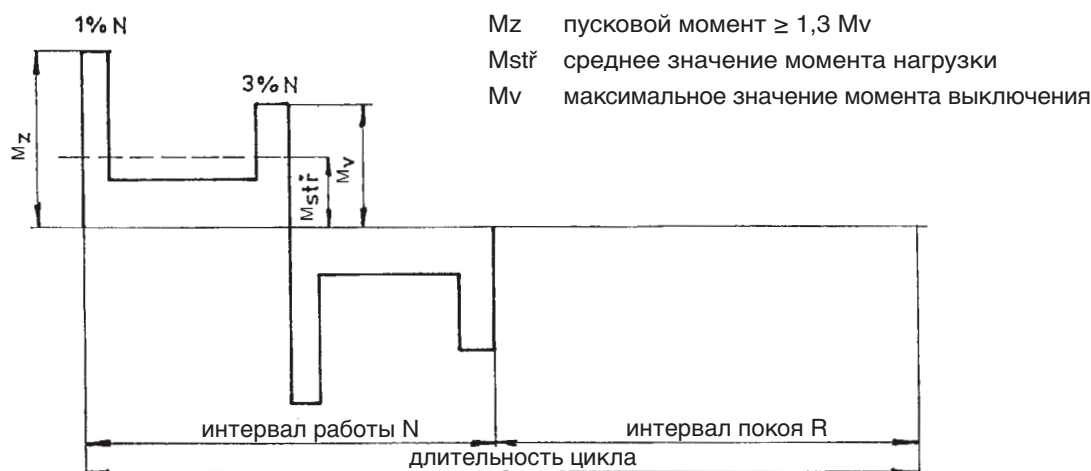 1% N
Mz пусковой момент ≥ 1,3 Mv
Mstř среднее значение момента нагрузки
3% N
Mv максимальное значение момента выключения
Mz
Mstř
Mv
интервал работы N
интервал покоя R
длительность цикла